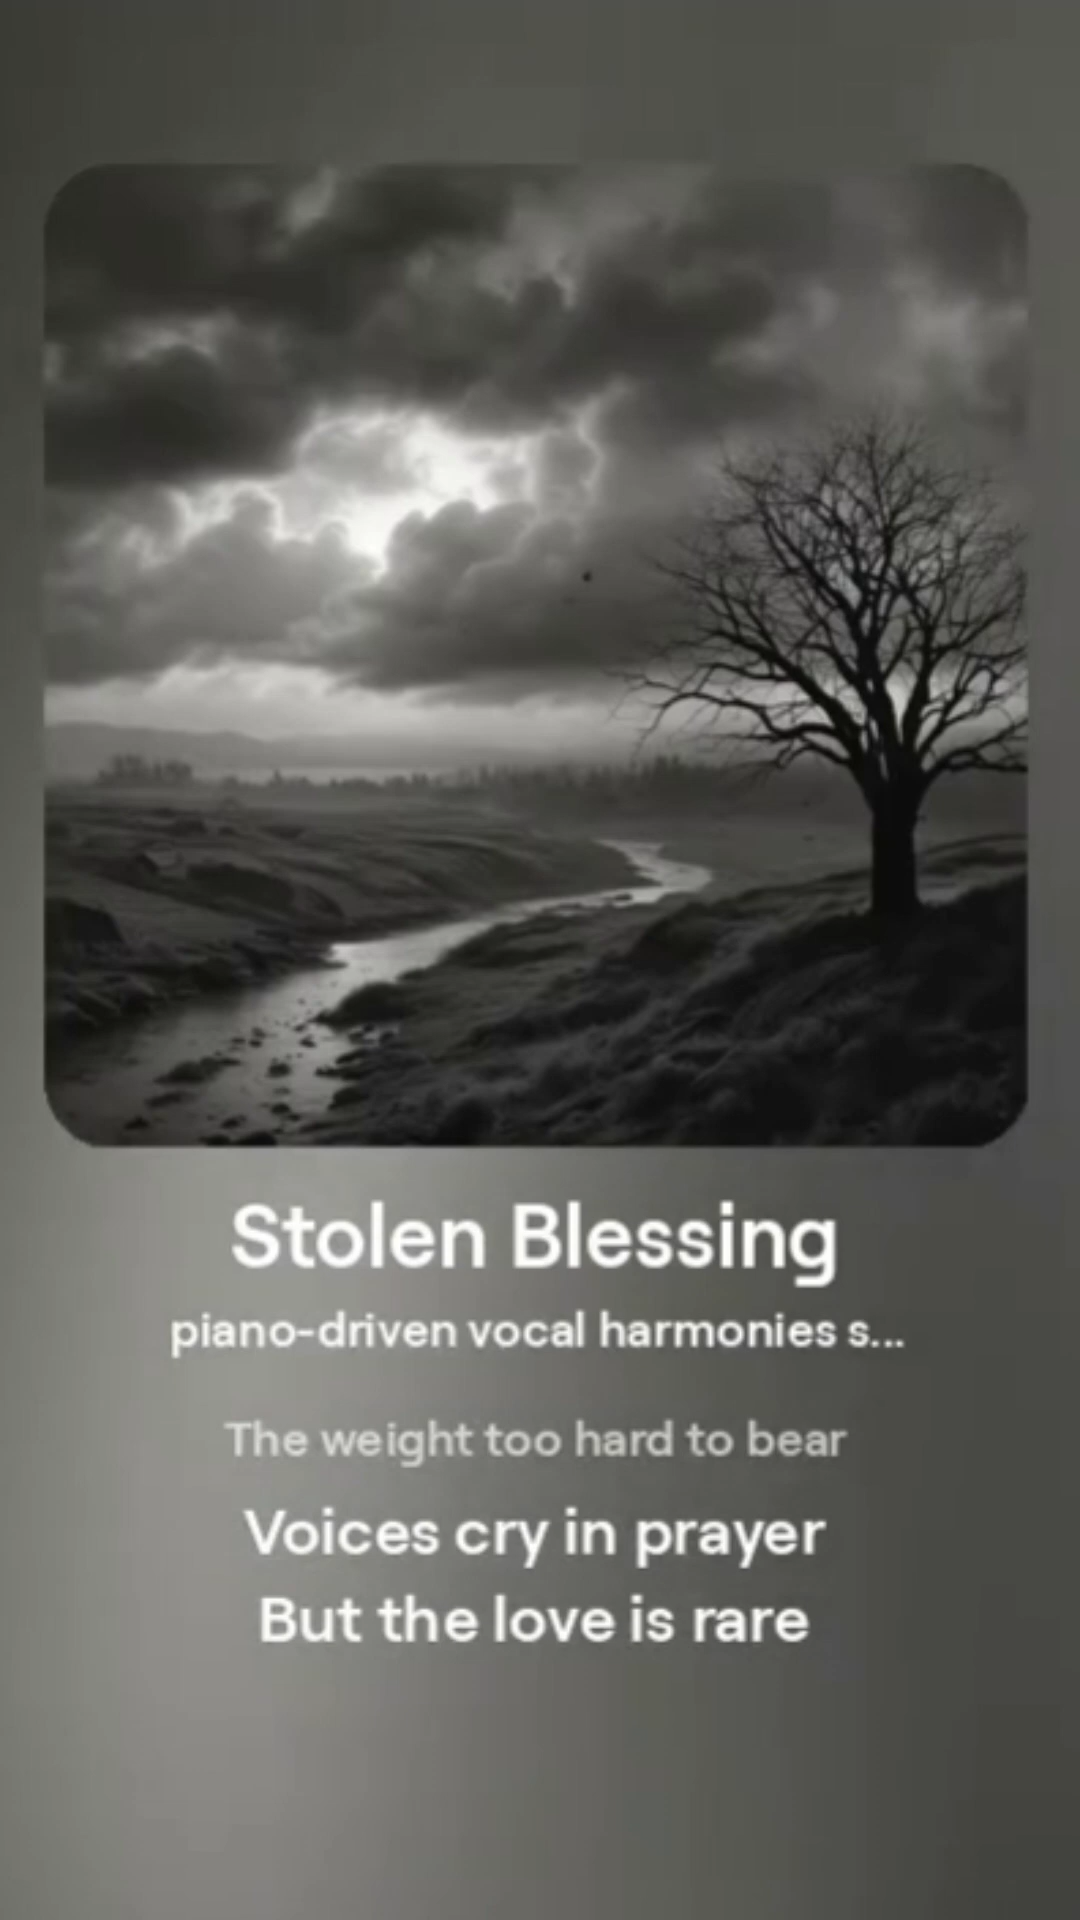 Stolen Blessing
piano-driven vocal harmonies s...
The weight too hard to bear
Voices cry in prayer
But the love is rare